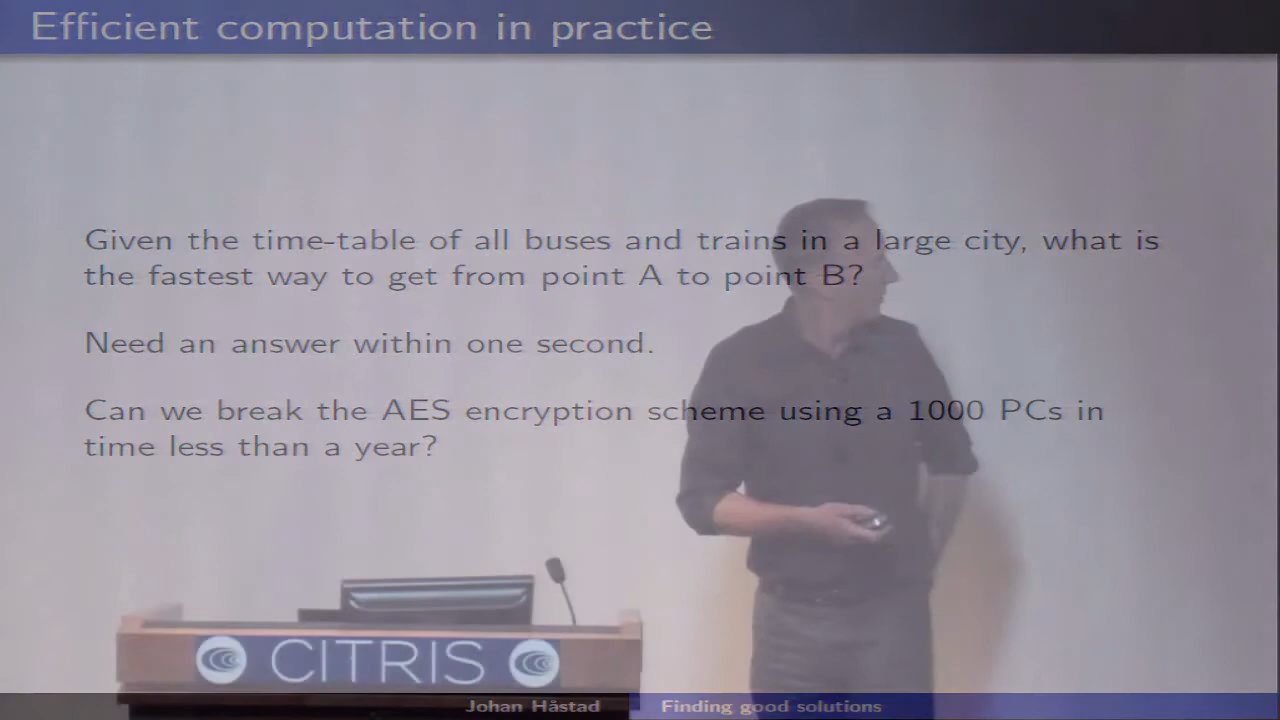 Efficient computation in practice
Given the time-table of all buses and trains in a large city, what is
the fastest way to get from point A to point B?
Need an answer within one second.
Can we break the AES encryption scheme using a 1000 PCs in
time less than a year?
CITRIS
Johan Håstad
Finding good solutions